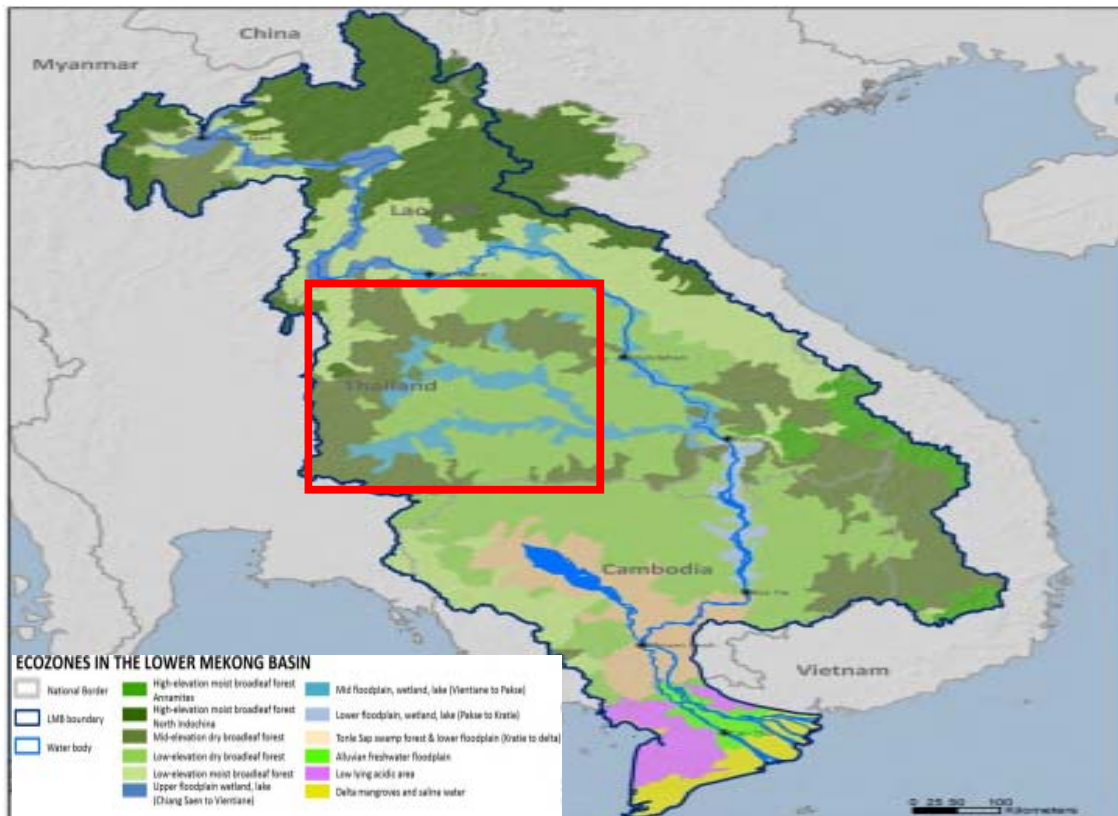 China
Myanmar
Lao
Thailand
Cambodia
Vietnam
ECOZONES IN THE LOWER MEKONG BASIN
National Border
LMB boundary
Water body
High-elevation moist broadleaf forest
Annamites
High-elevation moist broadleaf forest
North Indochina
Mid-elevation dry broadleaf forest
Low-elevation dry broadleaf forest
Low-elevation moist broadleaf forest
Upper floodplain wetland, lake
(Chiang Saen to Vientiane)
Mid floodplain, wetland, lake (Vientiane to Pakse)
Lower floodplain, wetland, lake (Pakse to Kratie)
Tonle Sap swamp forest & lower floodplain (Kratie to delta)
Alluvian freshwater floodplain
Low lying acidic area
Delta mangroves and saline water
0 25 50 100
Kilometers